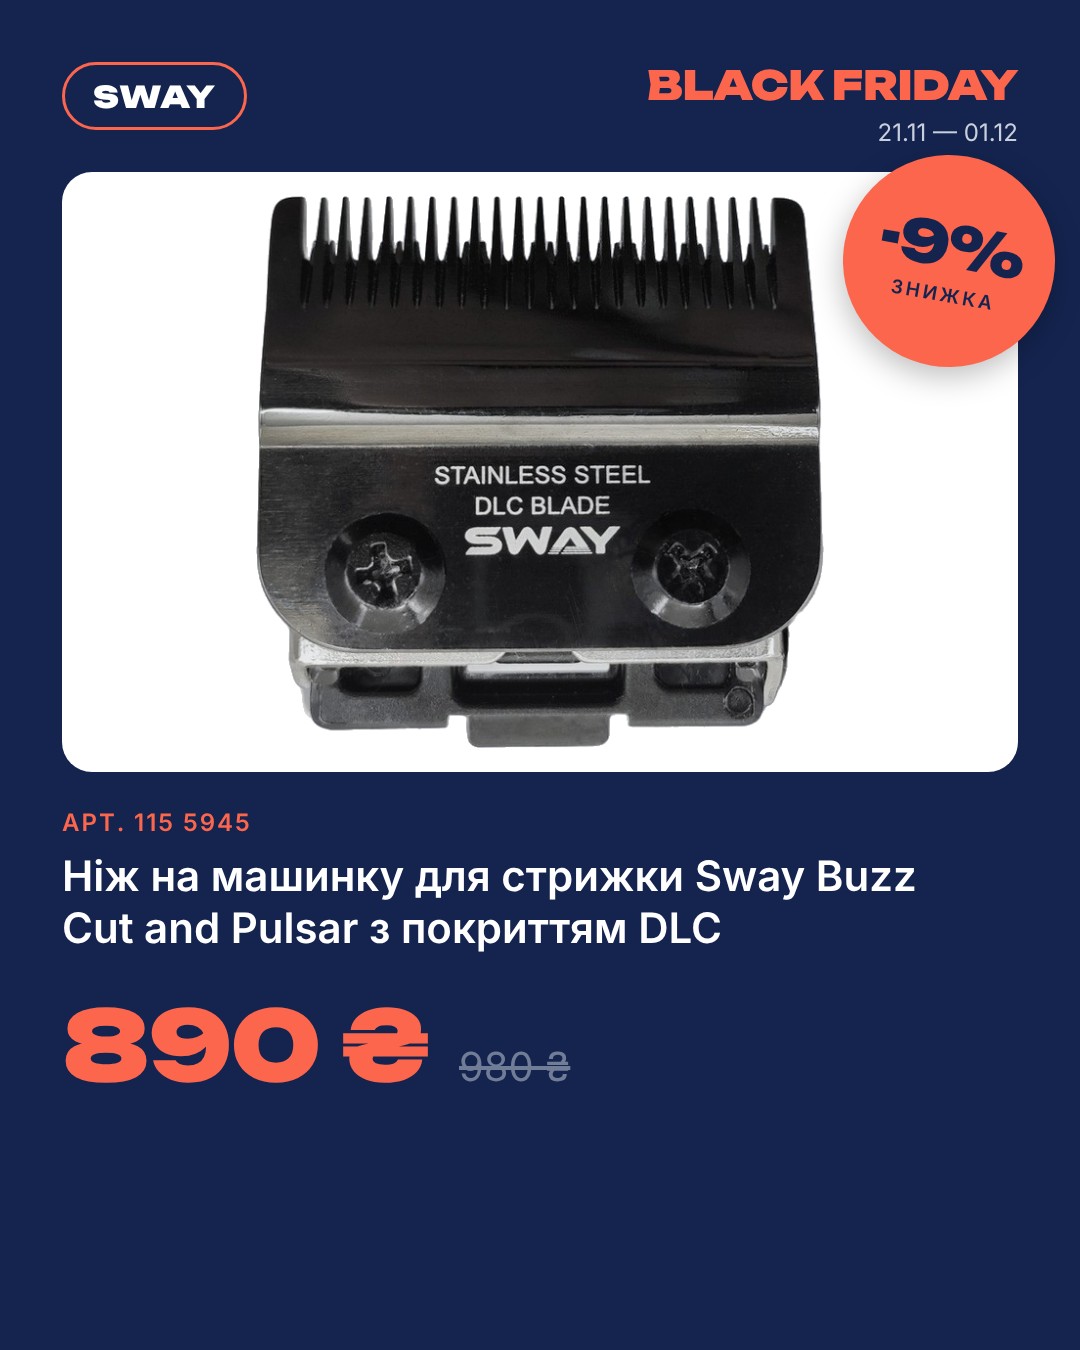 SWAY
BLACK FRIDAY
21.11 — 01.12
-9%
ЗНИЖКА
STAINLESS STEEL
DLC BLADE
SWAY
АРТ. 115 5945
Ніж на машинку для стрижки Sway Buzz
Cut and Pulsar з покриттям DLC
890 ₴ 980 ₴